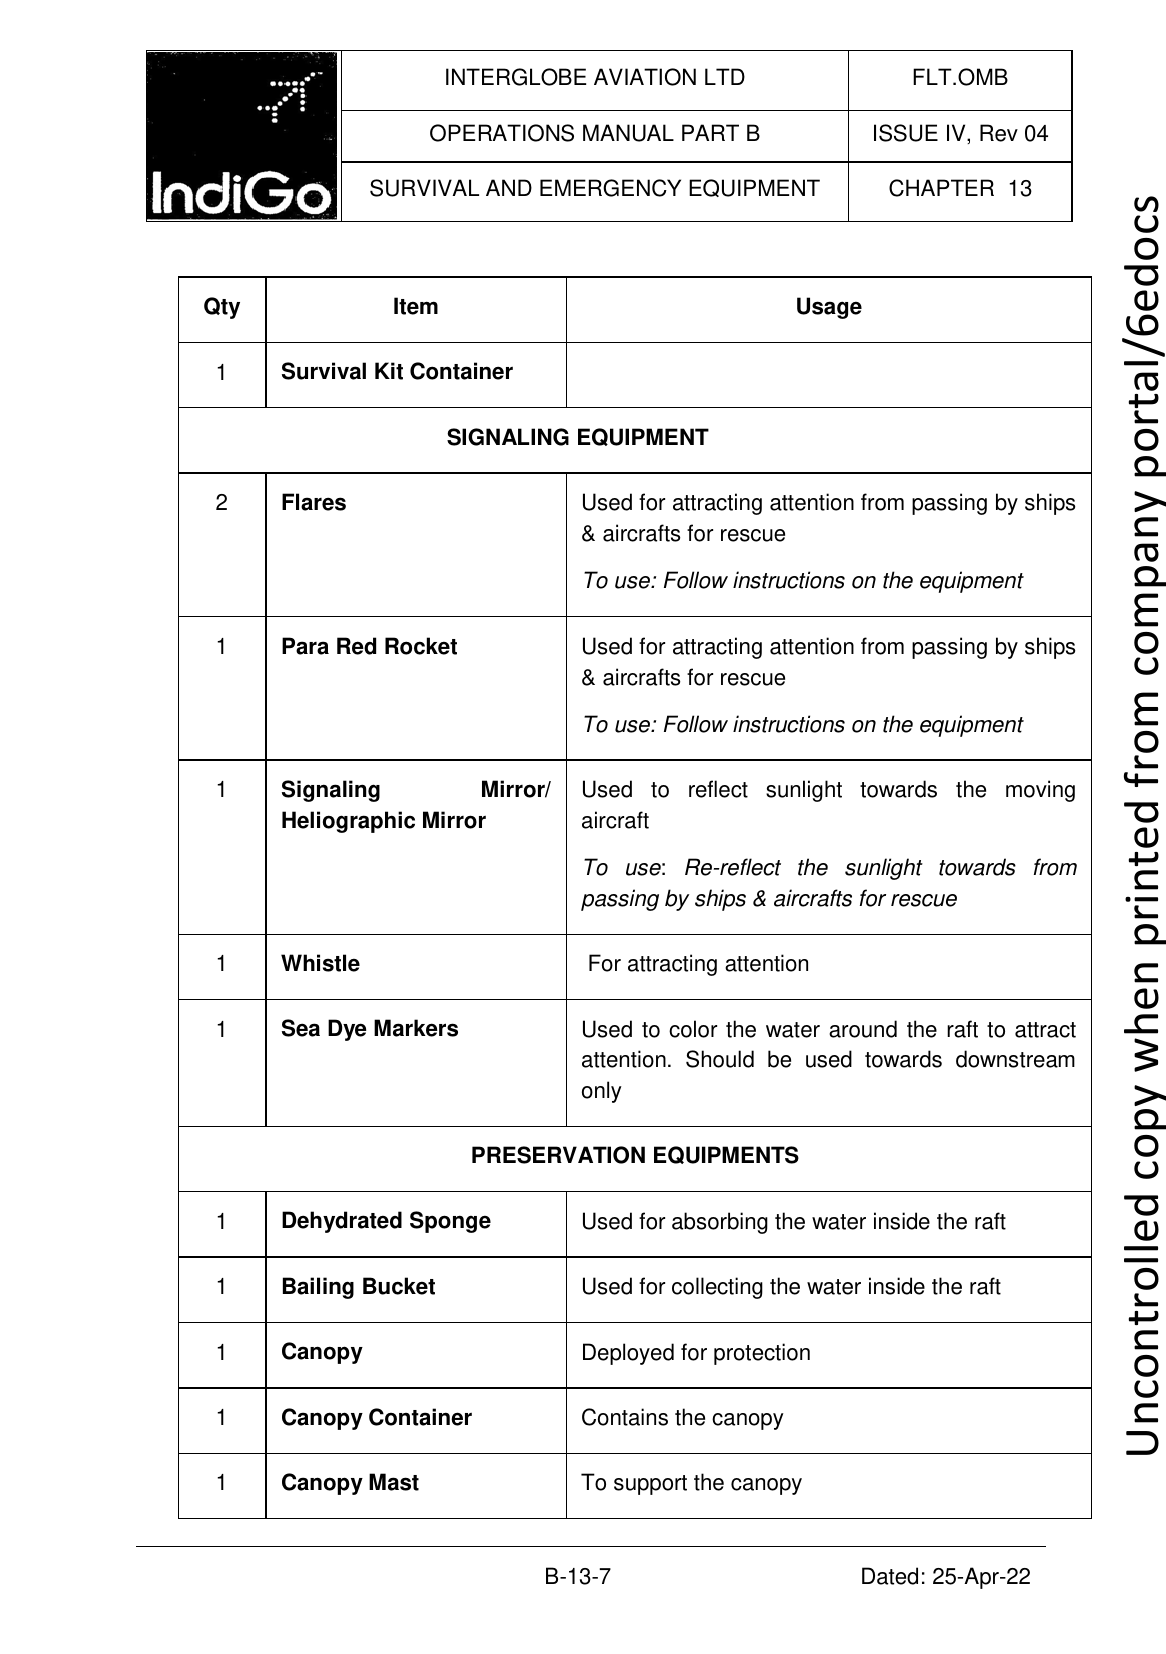 IndiGo
INTERGLOBE AVIATION LTD
FLT.OMB
OPERATIONS MANUAL PART B
ISSUE IV, Rev 04
SURVIVAL AND EMERGENCY EQUIPMENT
CHAPTER 13
Qty Item Usage
1 Survival Kit Container
SIGNALING EQUIPMENT
2 Flares Used for attracting attention from passing by ships
& aircrafts for rescue
To use: Follow instructions on the equipment
1 Para Red Rocket Used for attracting attention from passing by ships
& aircrafts for rescue
To use: Follow instructions on the equipment
1 Signaling Mirror/ Used to reflect sunlight towards the moving
Heliographic Mirror aircraft
To use: Re-reflect the sunlight towards from
passing by ships & aircrafts for rescue
1 Whistle For attracting attention
1 Sea Dye Markers Used to color the water around the raft to attract
attention. Should be used towards downstream
only
PRESERVATION EQUIPMENTS
1 Dehydrated Sponge Used for absorbing the water inside the raft
1 Bailing Bucket Used for collecting the water inside the raft
1 Canopy Deployed for protection
1 Canopy Container Contains the canopy
1 Canopy Mast To support the canopy
B-13-7 Dated: 25-Apr-22
Uncontrolled copy when printed from company portal/6edocs